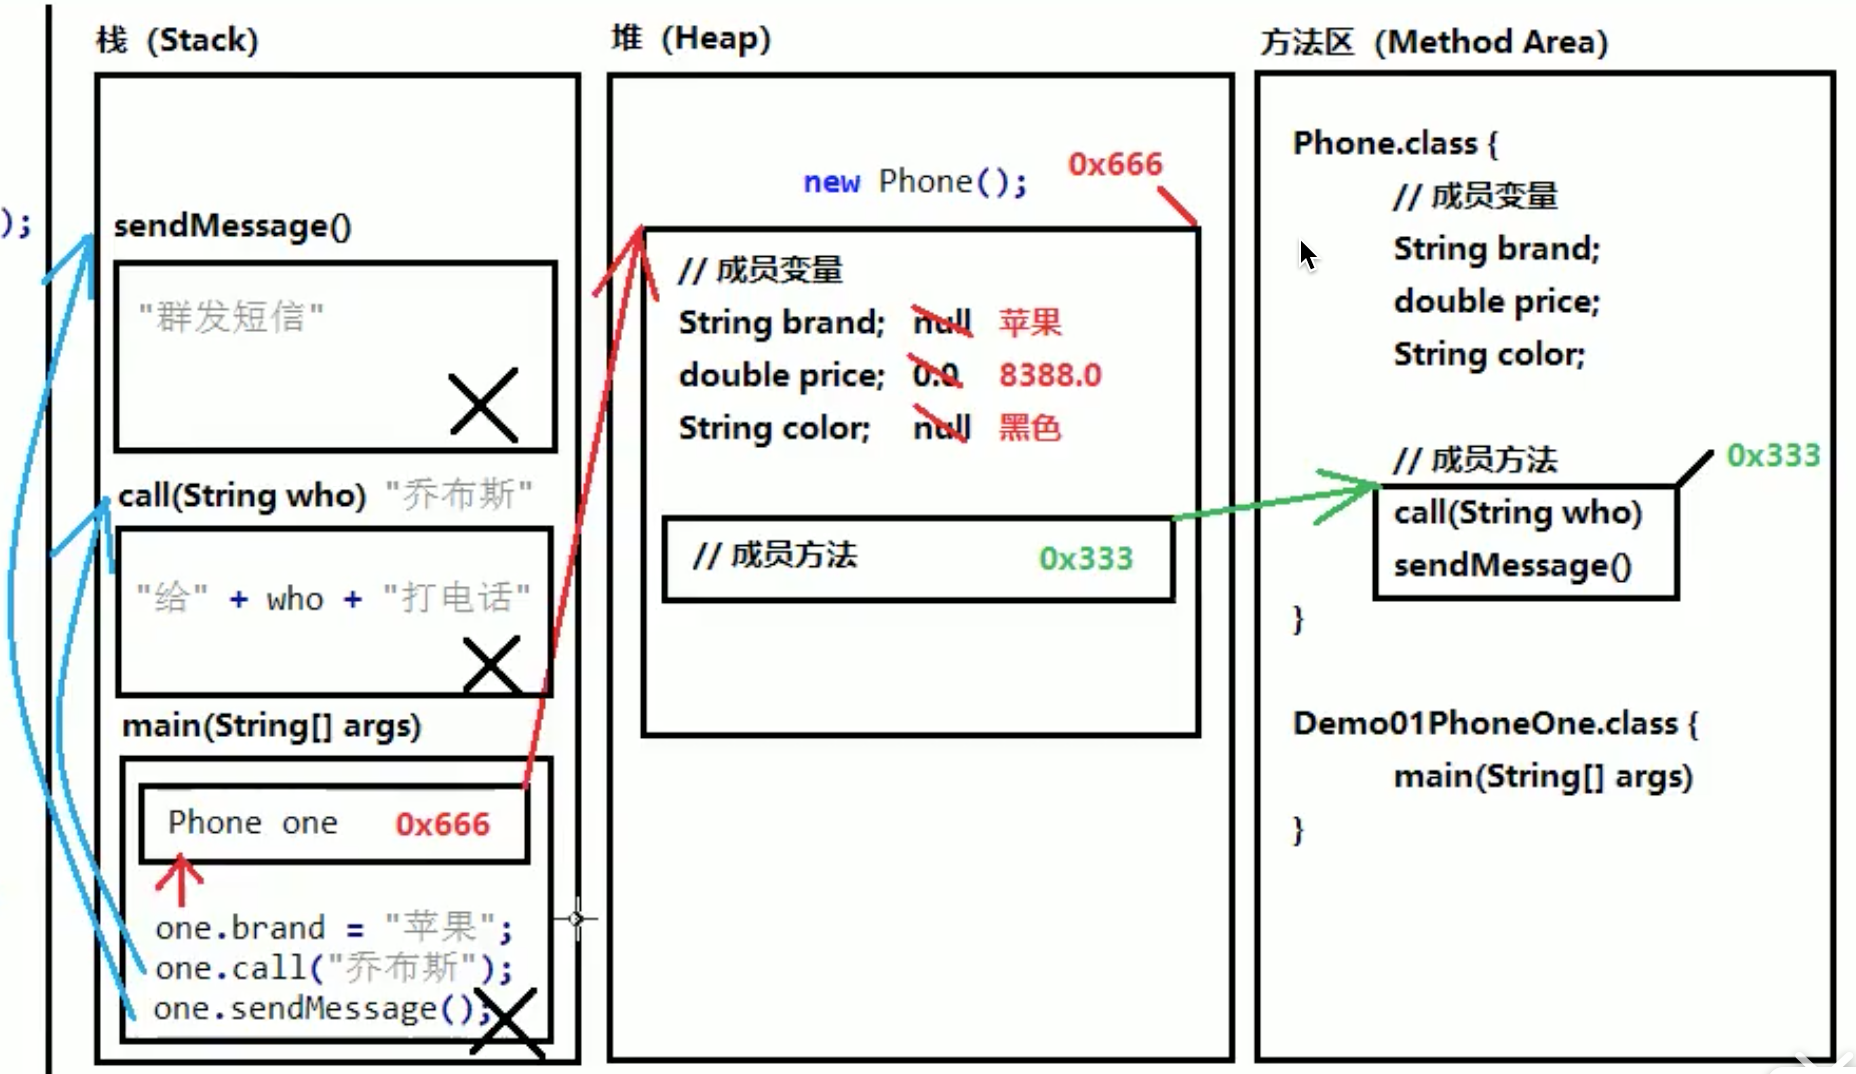 栈 (Stack)
);
sendMessage()
"群发短信"
call(String who) "乔布斯"
"给" + who + "打电话"
main(String[] args)
Phone one 0x666
one.brand = "苹果";
one.call("乔布斯");
one.sendMessage();
堆 (Heap)
new Phone(); 0x666
// 成员变量
String brand; null 苹果
double price; 0.0 8388.0
String color; null 黑色
// 成员方法 0x333
方法区 (Method Area)
Phone.class {
// 成员变量
String brand;
double price;
String color;
// 成员方法 0x333
call(String who)
sendMessage()
}
Demo01PhoneOne.class {
main(String[] args)
}